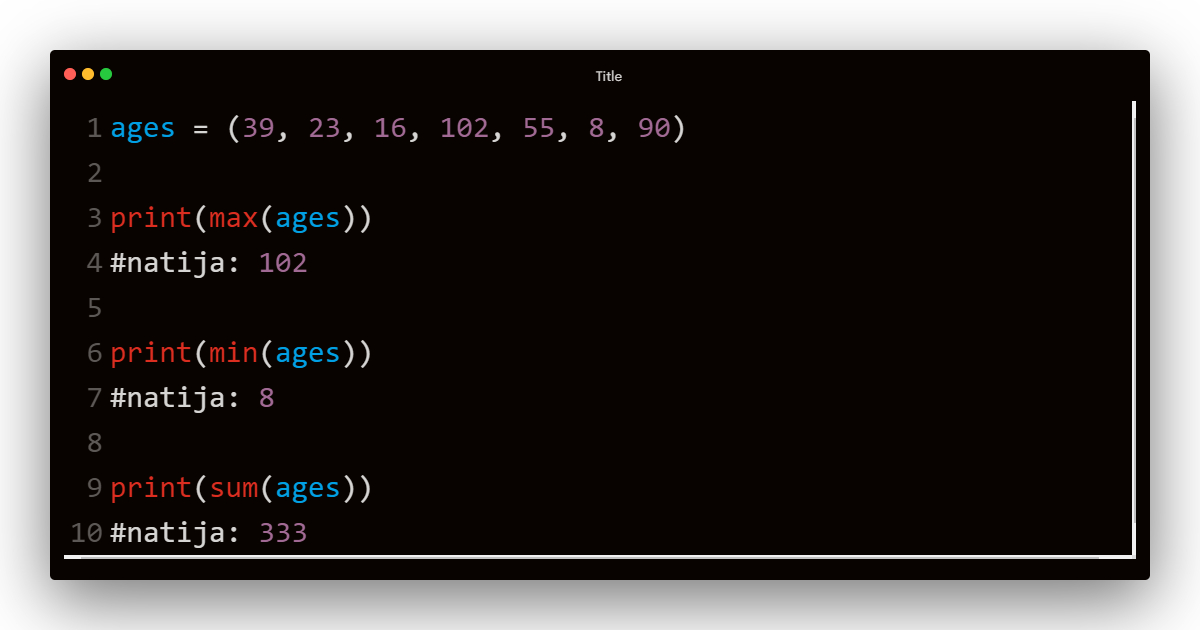 Title
1 ages = (39, 23, 16, 102, 55, 8, 90)
2
3 print(max(ages))
4 #natija: 102
5
6 print(min(ages))
7 #natija: 8
8
9 print(sum(ages))
10 #natija: 333